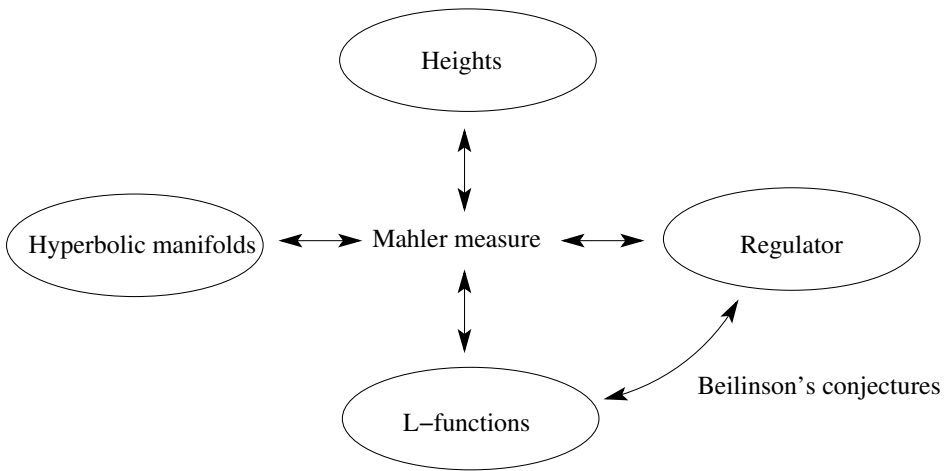 Heights
Hyperbolic manifolds
Mahler measure
Regulator
Beilinson's conjectures
L−functions